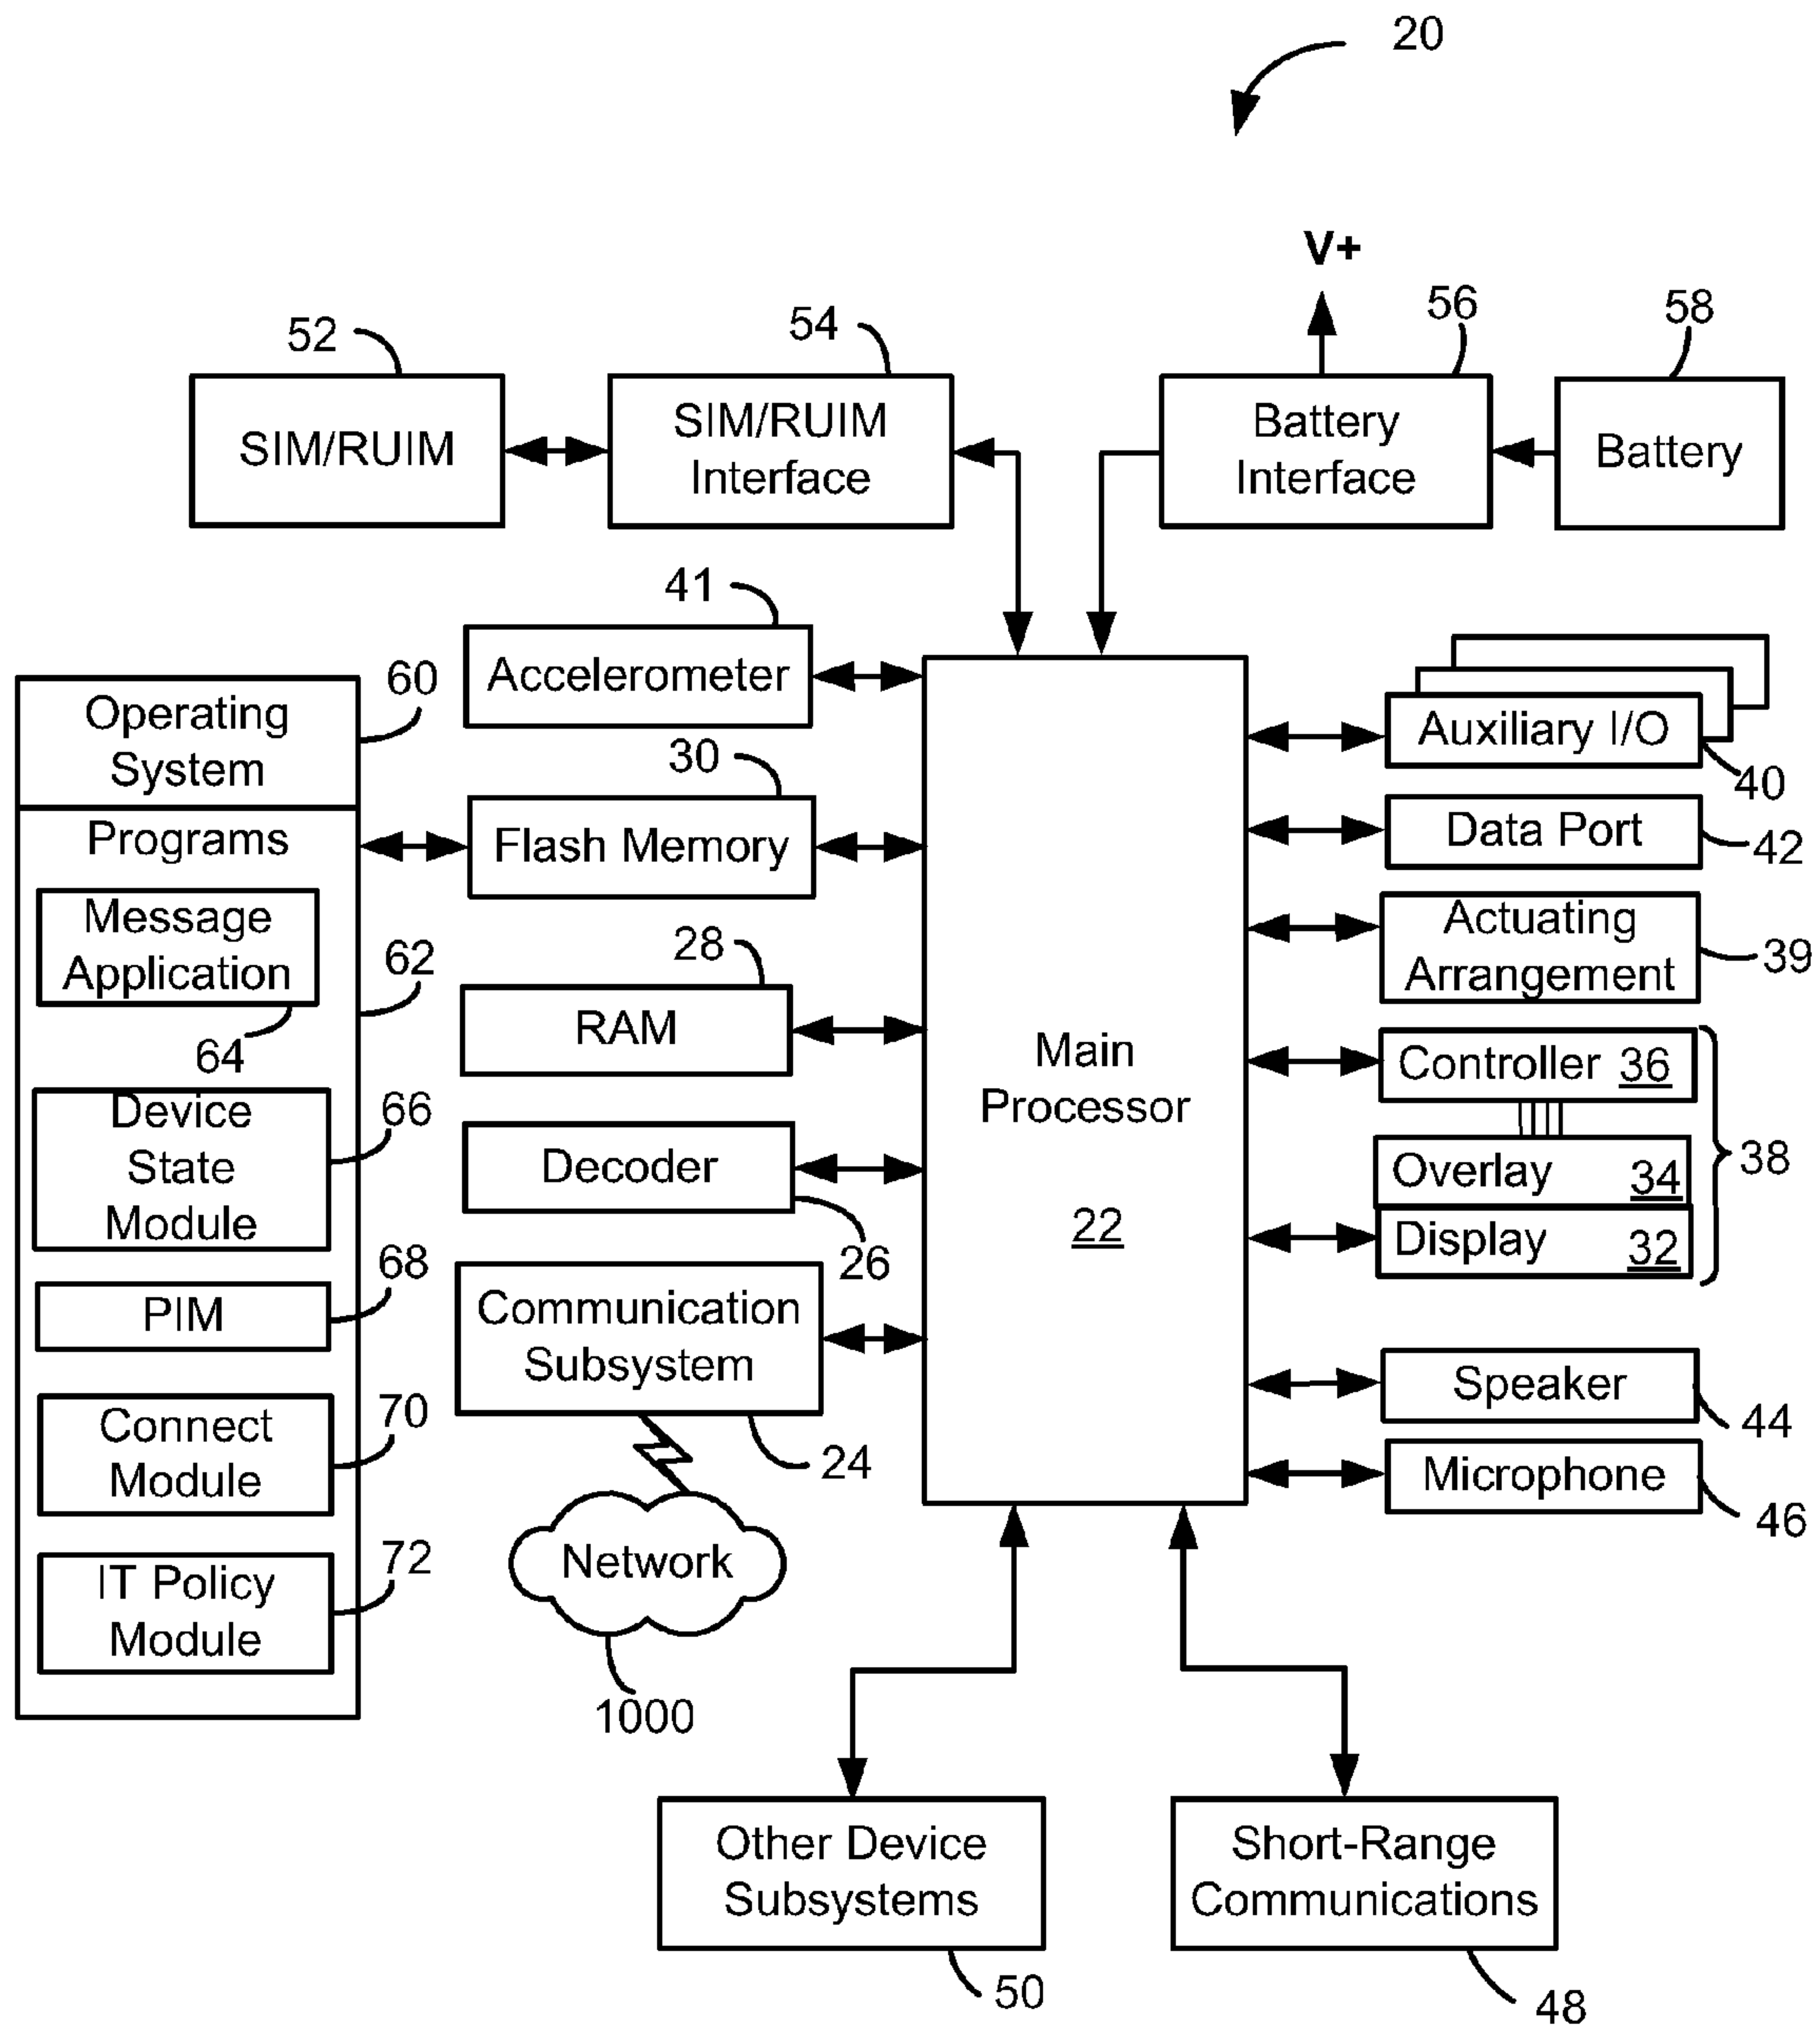 20
V+
52
54
56
58
SIM/RUIM
SIM/RUIM
Interface
Battery
Interface
Battery
41
Accelerometer
60
Operating
System
Programs
Message
Application
64
62
Device
State
Module
66
PIM
68
Connect
Module
70
IT Policy
Module
72
30
Flash Memory
28
RAM
Decoder
26
Communication
Subsystem
24
Network
1000
Main
Processor
22
Auxiliary I/O
40
Data Port
42
Actuating
Arrangement
39
Controller 36
Overlay 34
Display 32
38
Speaker
44
Microphone
46
Other Device
Subsystems
50
Short-Range
Communications
48